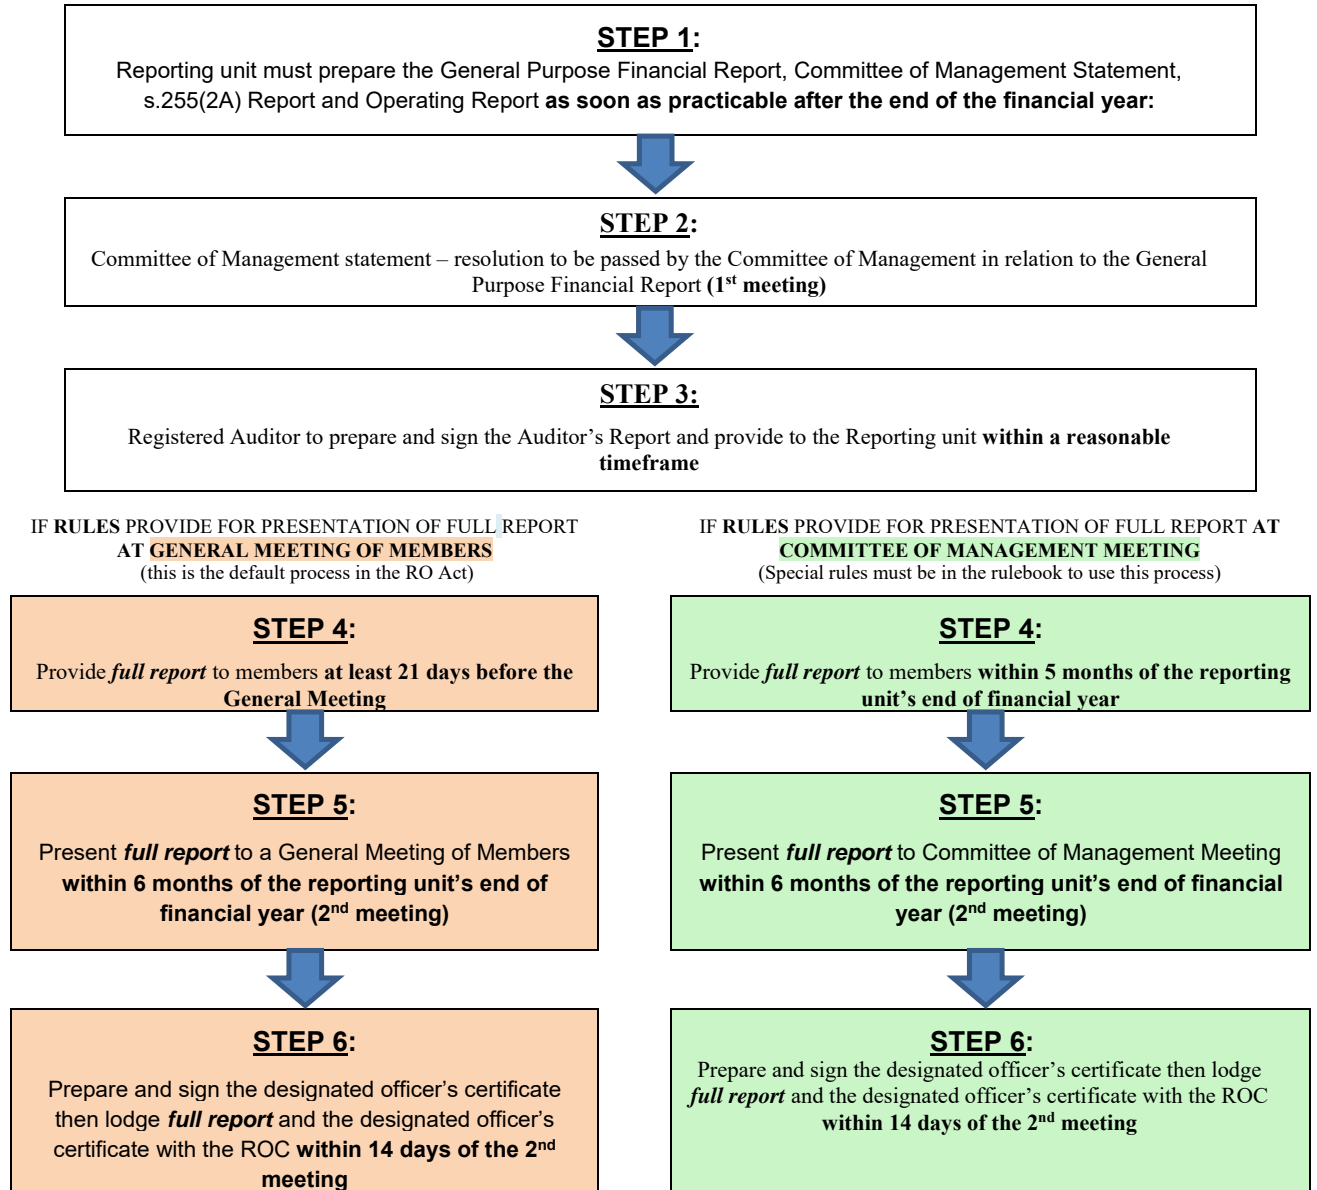 STEP 1:
Reporting unit must prepare the General Purpose Financial Report, Committee of Management Statement,
s.255(2A) Report and Operating Report as soon as practicable after the end of the financial year:
STEP 2:
Committee of Management statement – resolution to be passed by the Committee of Management in relation to the General
Purpose Financial Report (1st meeting)
STEP 3:
Registered Auditor to prepare and sign the Auditor’s Report and provide to the Reporting unit within a reasonable
timeframe
IF RULES PROVIDE FOR PRESENTATION OF FULL REPORT
AT GENERAL MEETING OF MEMBERS
(this is the default process in the RO Act)
STEP 4:
Provide full report to members at least 21 days before the
General Meeting
STEP 5:
Present full report to a General Meeting of Members
within 6 months of the reporting unit’s end of
financial year (2nd meeting)
STEP 6:
Prepare and sign the designated officer’s certificate
then lodge full report and the designated officer’s
certificate with the ROC within 14 days of the 2nd
meeting
IF RULES PROVIDE FOR PRESENTATION OF FULL REPORT AT
COMMITTEE OF MANAGEMENT MEETING
(Special rules must be in the rulebook to use this process)
STEP 4:
Provide full report to members within 5 months of the reporting
unit’s end of financial year
STEP 5:
Present full report to Committee of Management Meeting
within 6 months of the reporting unit’s end of financial
year (2nd meeting)
STEP 6:
Prepare and sign the designated officer’s certificate then lodge
full report and the designated officer’s certificate with the ROC
within 14 days of the 2nd meeting